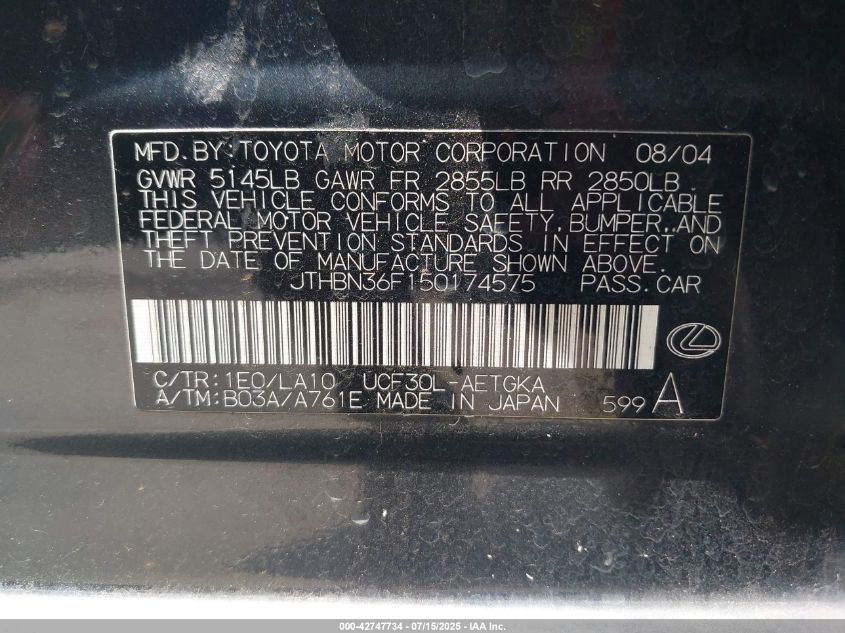 MFD. BY: TOYOTA MOTOR CORPORATION 08/04
GVWR 5145LB GAWR FR 2855LB RR 2850LB
THIS VEHICLE CONFORMS TO ALL APPLICABLE
FEDERAL MOTOR VEHICLE SAFETY, BUMPER, AND
THEFT PREVENTION STANDARDS IN EFFECT ON
THE DATE OF MANUFACTURE SHOWN ABOVE.
JTHBN36F150174575 PASS. CAR
C/TR: 1E0/LA10 UCF30L-AETGKA
A/TM: B03A/A761E MADE IN JAPAN 599 A
000-42747734 - 07/15/2025 - IAA Inc.